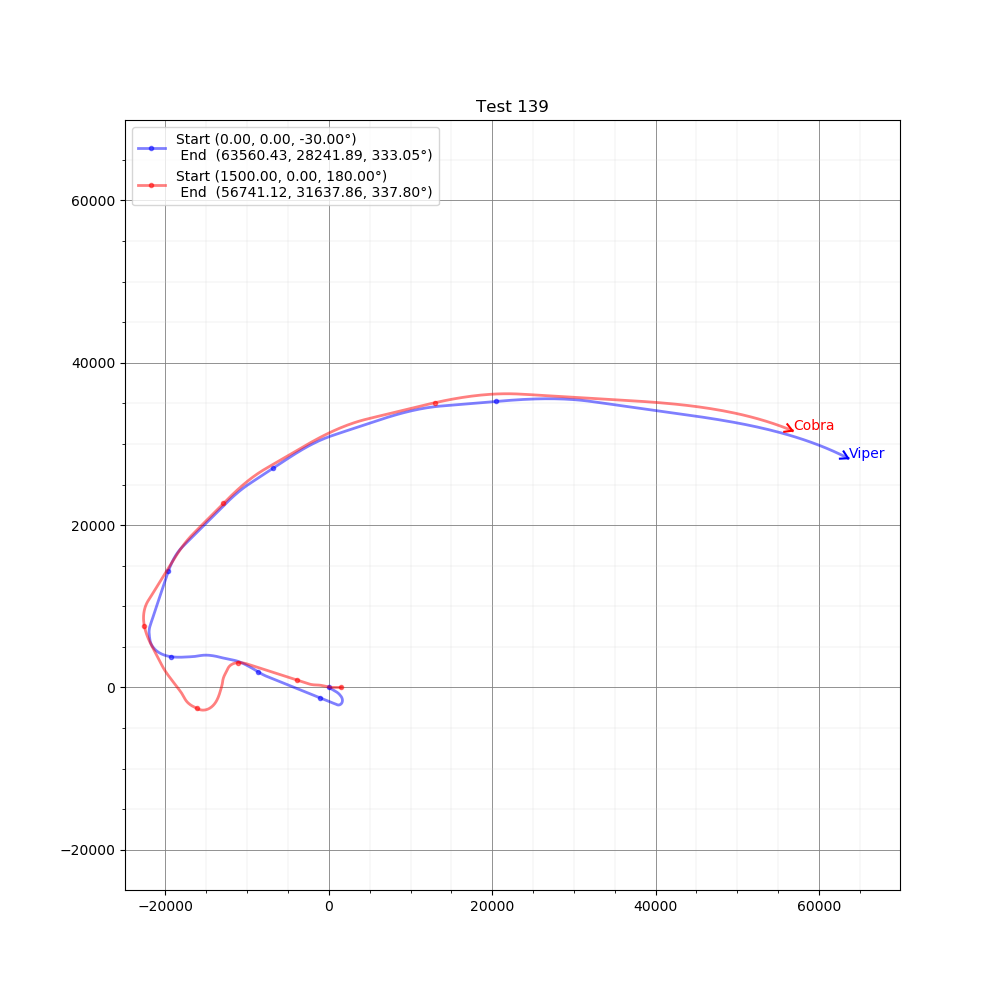 Test 139
Start (0.00, 0.00, -30.00°)
End  (63560.43, 28241.89, 333.05°)
Start (1500.00, 0.00, 180.00°)
End  (56741.12, 31637.86, 337.80°)
60000
40000
20000
0
−20000
Cobra
Viper
−20000
0
20000
40000
60000